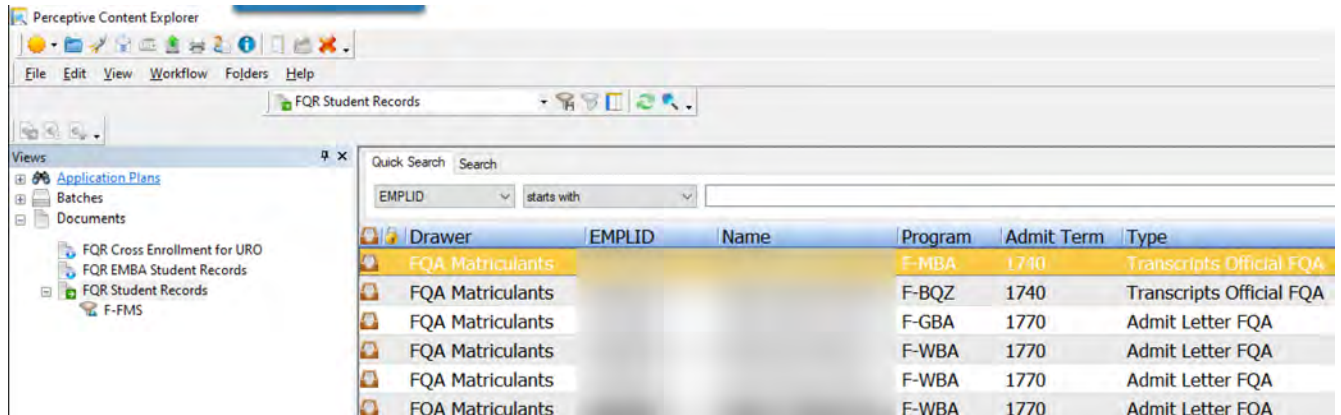 Perceptive Content Explorer
File Edit View Workflow Folders Help
FQR Student Records
Views
Application Plans
Batches
Documents
FQR Cross Enrollment for URO
FQR EMBA Student Records
FQR Student Records
F-FMS
Quick Search Search
EMPLID starts with
Drawer EMPLID Name Program Admit Term Type
FQA Matriculants F-MBA 1740 Transcripts Official FQA
FQA Matriculants F-BQZ 1740 Transcripts Official FQA
FQA Matriculants F-GBA 1770 Admit Letter FQA
FQA Matriculants F-WBA 1770 Admit Letter FQA
FQA Matriculants F-WBA 1770 Admit Letter FQA
FQA Matriculants F-WBA 1770 Admit Letter FQA